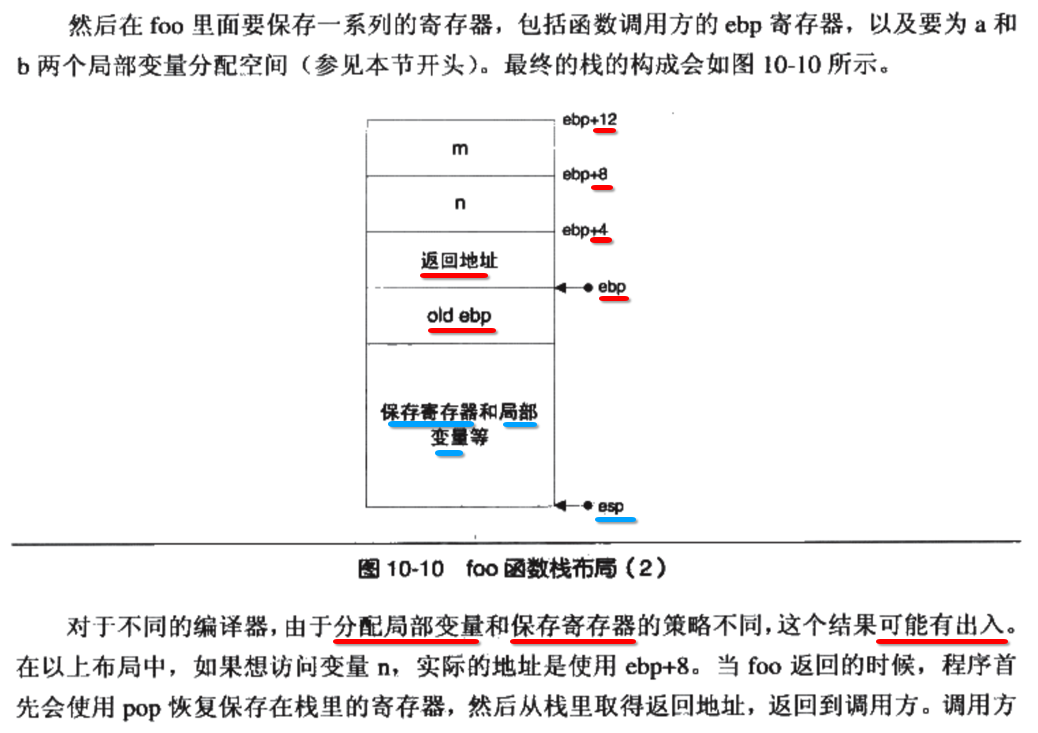 然后在 foo 里面要保存一系列的寄存器，包括函数调用方的 ebp 寄存器，以及要为 a 和
b 两个局部变量分配空间（参见本节开头）。最终的栈的构成会如图 10-10 所示。
ebp+12
m
ebp+8
n
ebp+4
返回地址
ebp
old ebp
保存寄存器和局部
变量等
esp
图 10-10 foo 函数栈布局（2）
对于不同的编译器，由于分配局部变量和保存寄存器的策略不同，这个结果可能有出入。
在以上布局中，如果想访问变量 n，实际的地址是使用 ebp+8。当 foo 返回的时候，程序首
先会使用 pop 恢复保存在栈里的寄存器，然后从栈里取得返回地址，返回到调用方。调用方